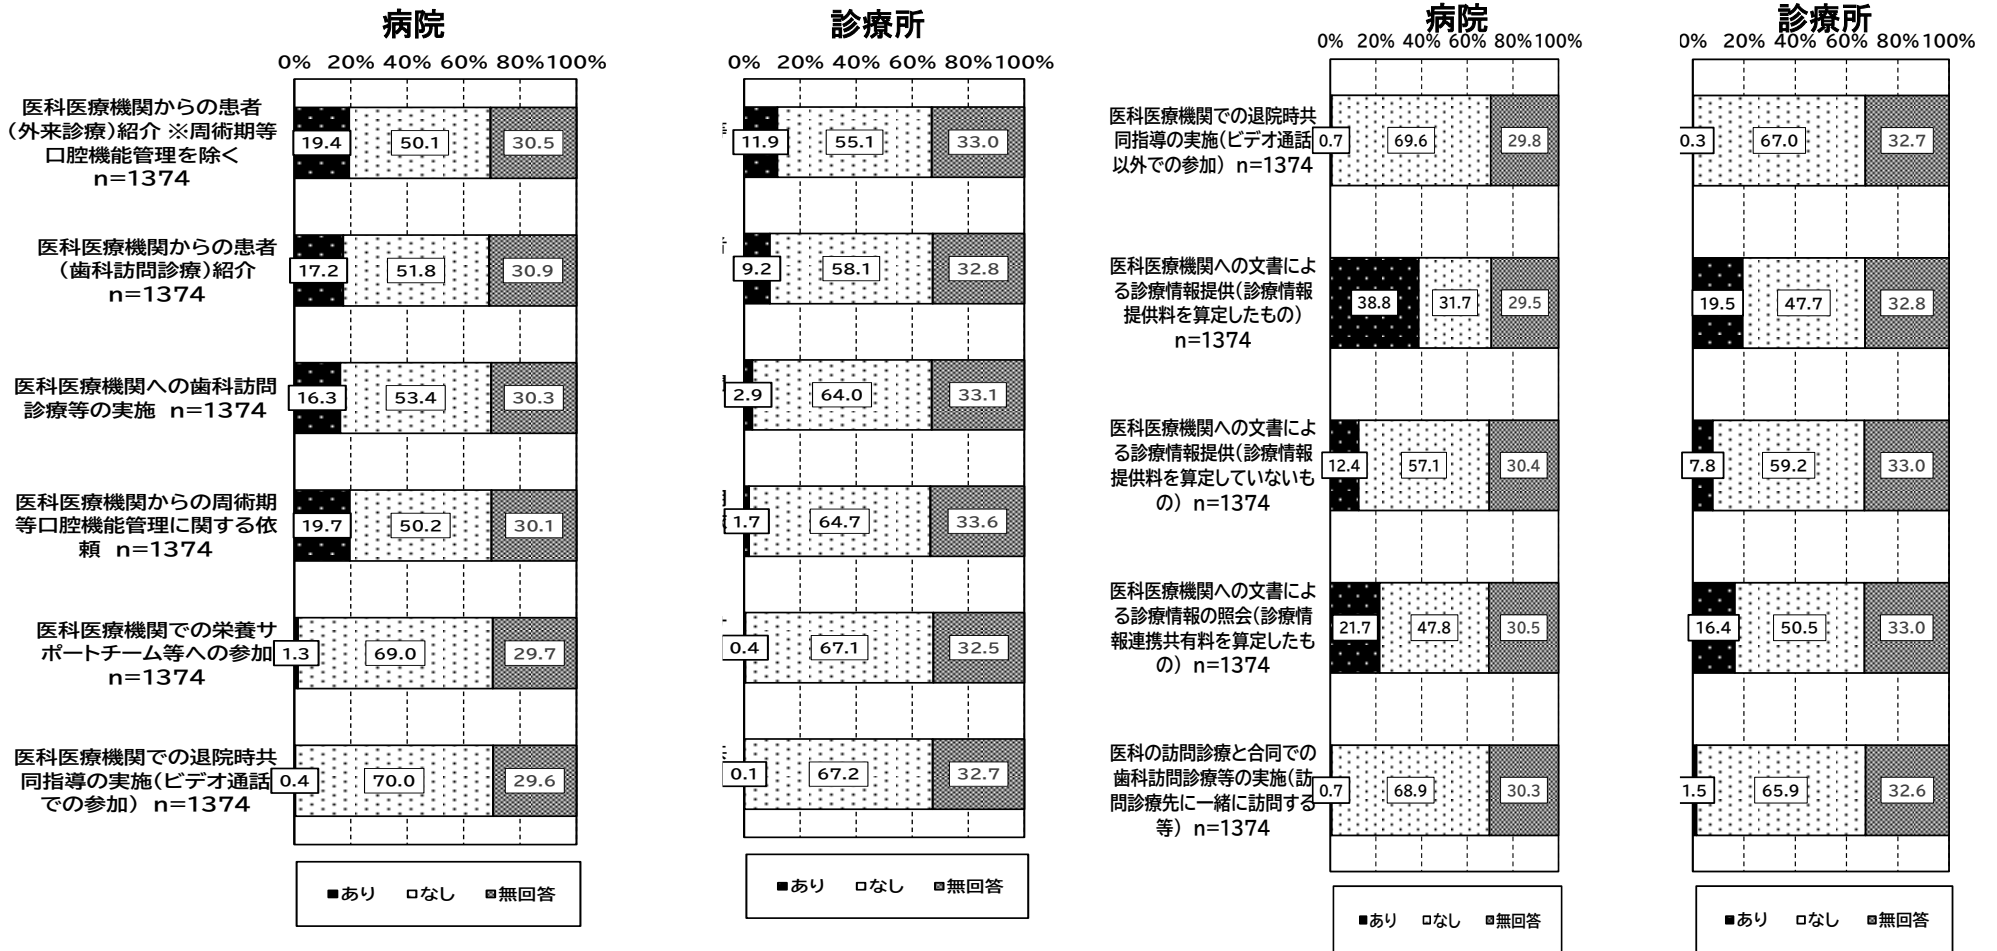 病院
0% 20% 40% 60% 80% 100%
医科医療機関からの患者
(外来診療)紹介 ※周術期等
口腔機能管理を除く
n=1374
19.4 50.1 30.5
医科医療機関からの患者
(歯科訪問診療)紹介
n=1374
17.2 51.8 30.9
医科医療機関への歯科訪問
診療等の実施 n=1374
16.3 53.4 30.3
医科医療機関からの周術期
等口腔機能管理に関する依
頼 n=1374
19.7 50.2 30.1
医科医療機関での栄養サ
ポートチーム等への参加
n=1374
1.3 69.0 29.7
医科医療機関での退院時共
同指導の実施(ビデオ通話
での参加) n=1374
0.4 70.0 29.6
■あり □なし 無回答
診療所
0% 20% 40% 60% 80% 100%
11.9 55.1 33.0
9.2 58.1 32.8
2.9 64.0 33.1
1.7 64.7 33.6
0.4 67.1 32.5
0.1 67.2 32.7
■あり □なし 無回答
病院
0% 20% 40% 60% 80% 100%
医科医療機関での退院時共
同指導の実施(ビデオ通話
以外での参加) n=1374
0.7 69.6 29.8
医科医療機関への文書によ
る診療情報提供(診療情報
提供料を算定したもの)
n=1374
38.8 31.7 29.5
医科医療機関への文書によ
る診療情報提供(診療情報
提供料を算定していないも
の) n=1374
12.4 57.1 30.4
医科医療機関への文書によ
る診療情報の照会(診療情
報連携共有料を算定したも
の) n=1374
21.7 47.8 30.5
医科の訪問診療と合同での
歯科訪問診療等の実施(訪
問診療先に一緒に訪問する
等) n=1374
0.7 68.9 30.3
■あり □なし 無回答
診療所
0% 20% 40% 60% 80% 100%
0.3 67.0 32.7
19.5 47.7 32.8
7.8 59.2 33.0
16.4 50.5 33.0
1.5 65.9 32.6
■あり □なし 無回答